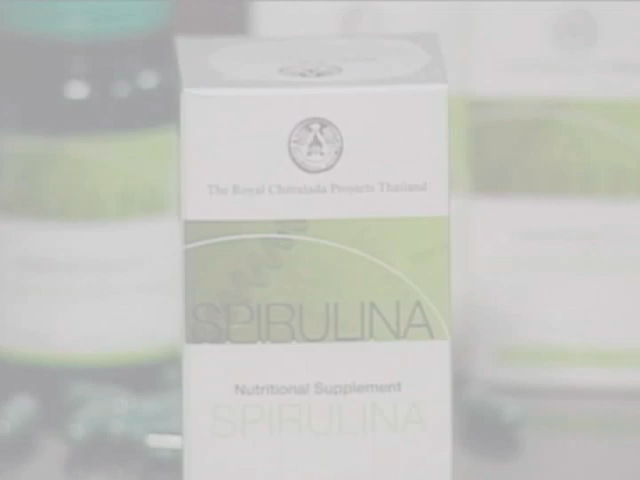 The Royal Chitralada Projects Thailand
SPIRULINA
Nutritional Supplement
SPIRULINA